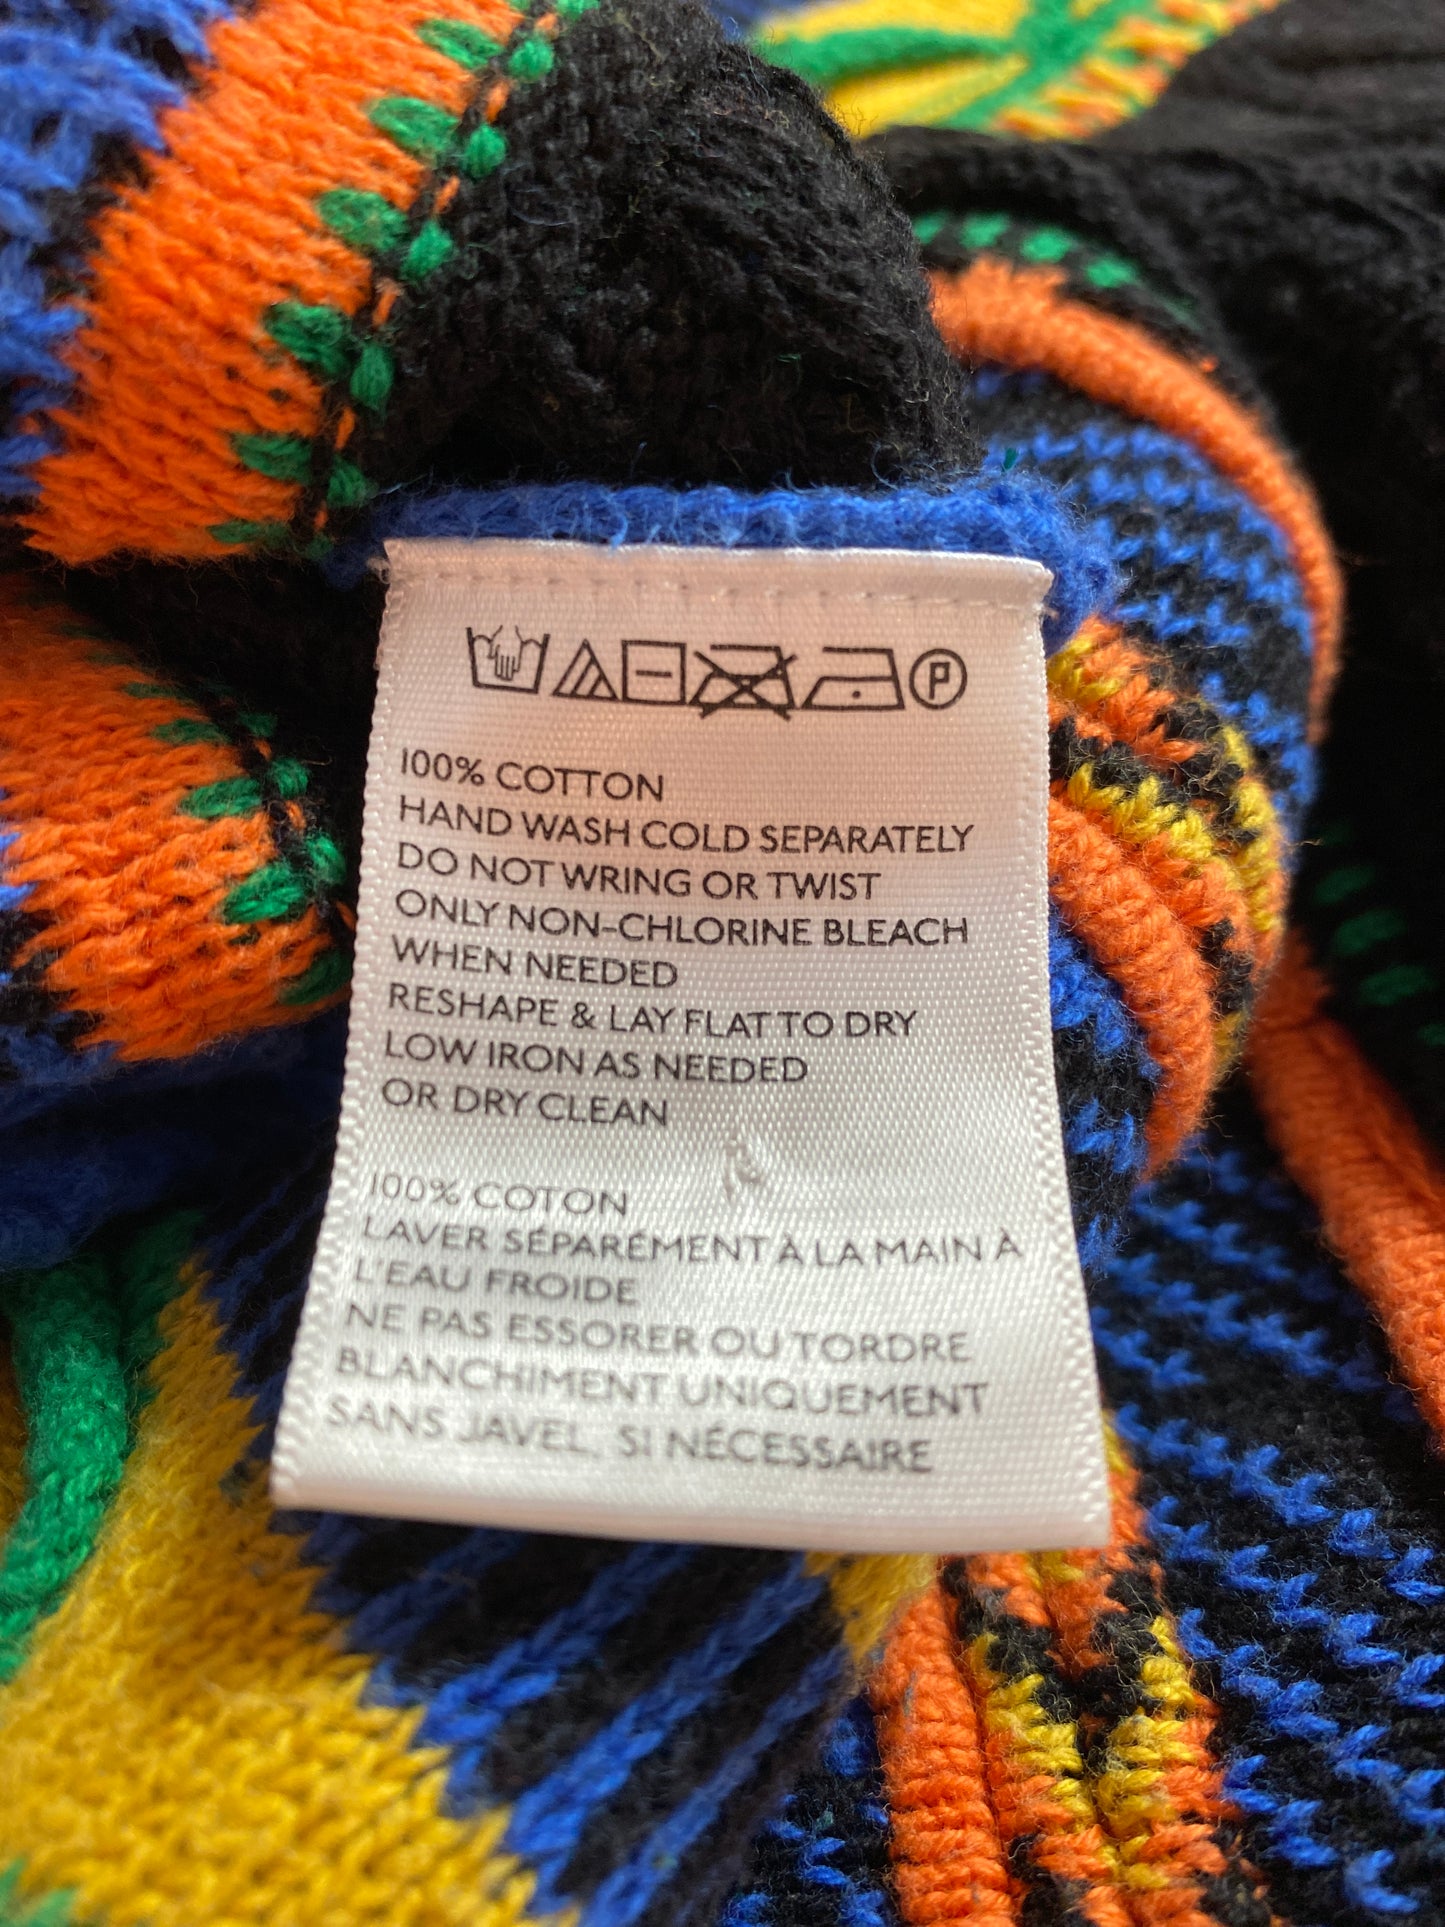 P
100% COTTON
HAND WASH COLD SEPARATELY
DO NOT WRING OR TWIST
ONLY NON-CHLORINE BLEACH
WHEN NEEDED
RESHAPE & LAY FLAT TO DRY
LOW IRON AS NEEDED
OR DRY CLEAN
100% COTON
LAVER SÉPARÉMENT À LA MAIN À
L'EAU FROIDE
NE PAS ESSORER OU TORDRE
BLANCHIMENT UNIQUEMENT
SANS JAVEL, SI NÉCESSAIRE